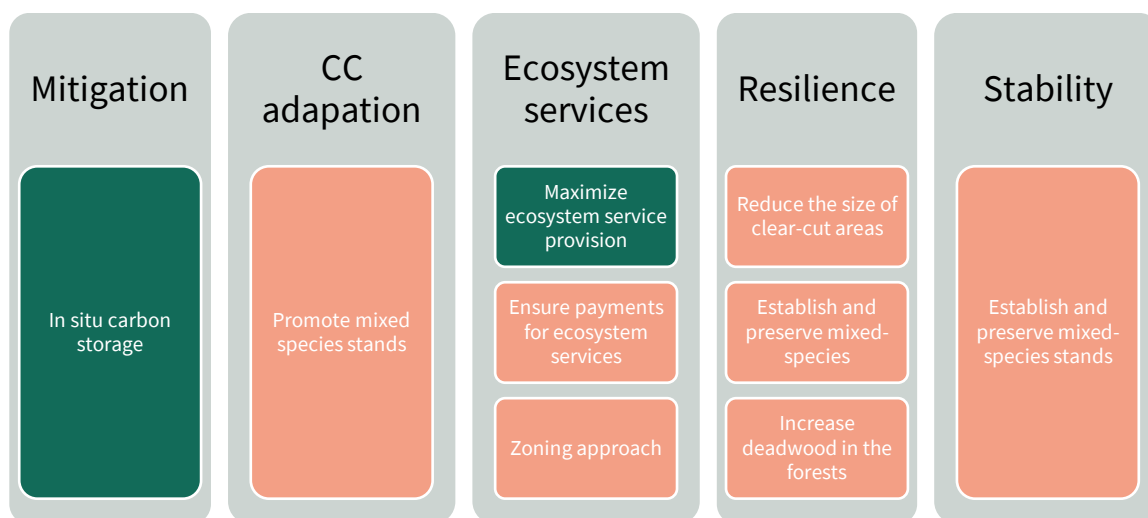 Mitigation
In situ carbon
storage
CC
adapation
Promote mixed
species stands
Ecosystem
services
Maximize
ecosystem service
provision
Ensure payments
for ecosystem
services
Zoning approach
Resilience
Reduce the size of
clear-cut areas
Establish and
preserve mixed-
species
Increase
deadwood in the
forests
Stability
Establish and
preserve mixed-
species stands